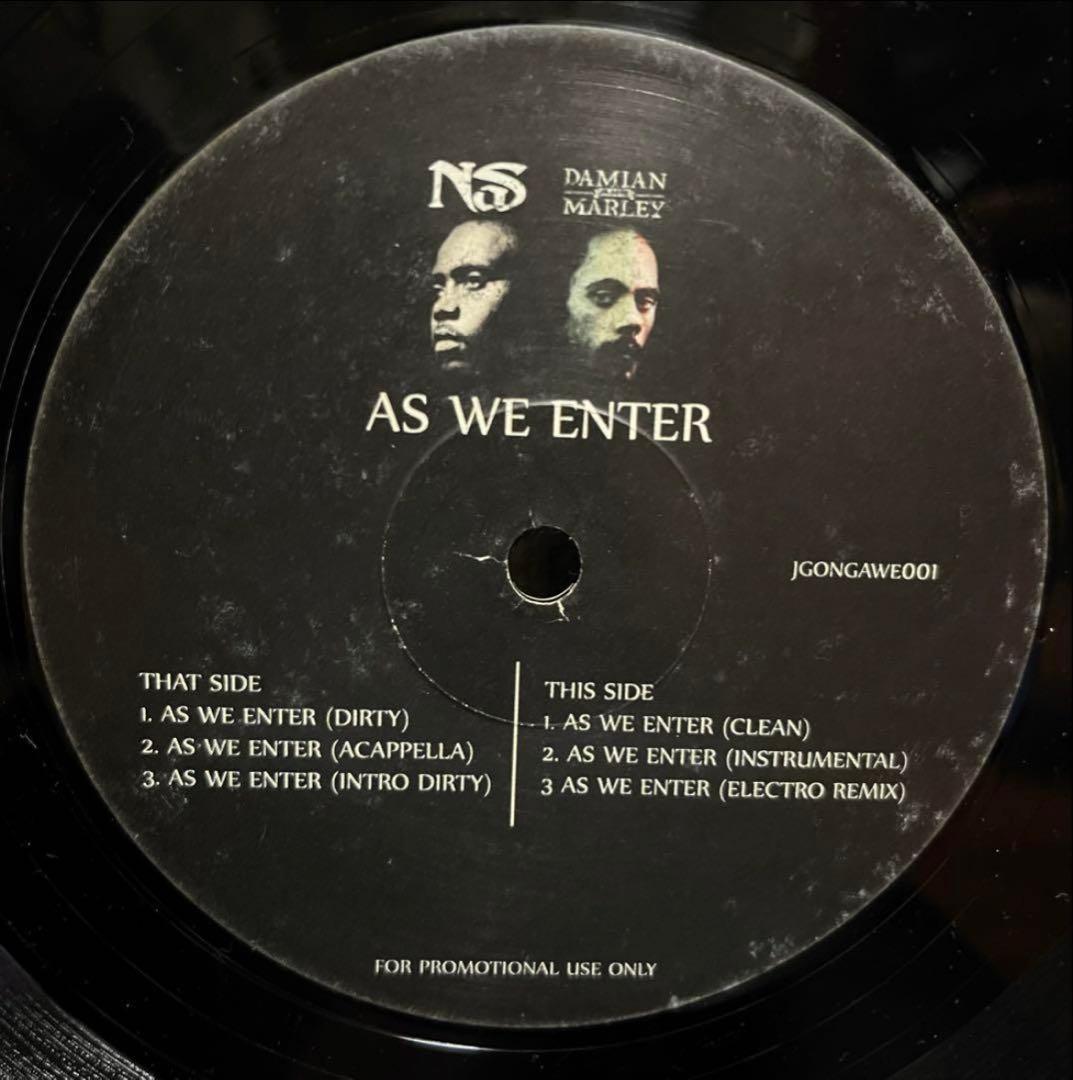 NaS
DAMIAN
MARLEY
AS WE ENTER
JGONGAWE001
THAT SIDE
1. AS WE ENTER (DIRTY)
2. AS WE ENTER (ACAPPELLA)
3. AS WE ENTER (INTRO DIRTY)
THIS SIDE
1. AS WE ENTER (CLEAN)
2. AS WE ENTER (INSTRUMENTAL)
3 AS WE ENTER (ELECTRO REMIX)
FOR PROMOTIONAL USE ONLY